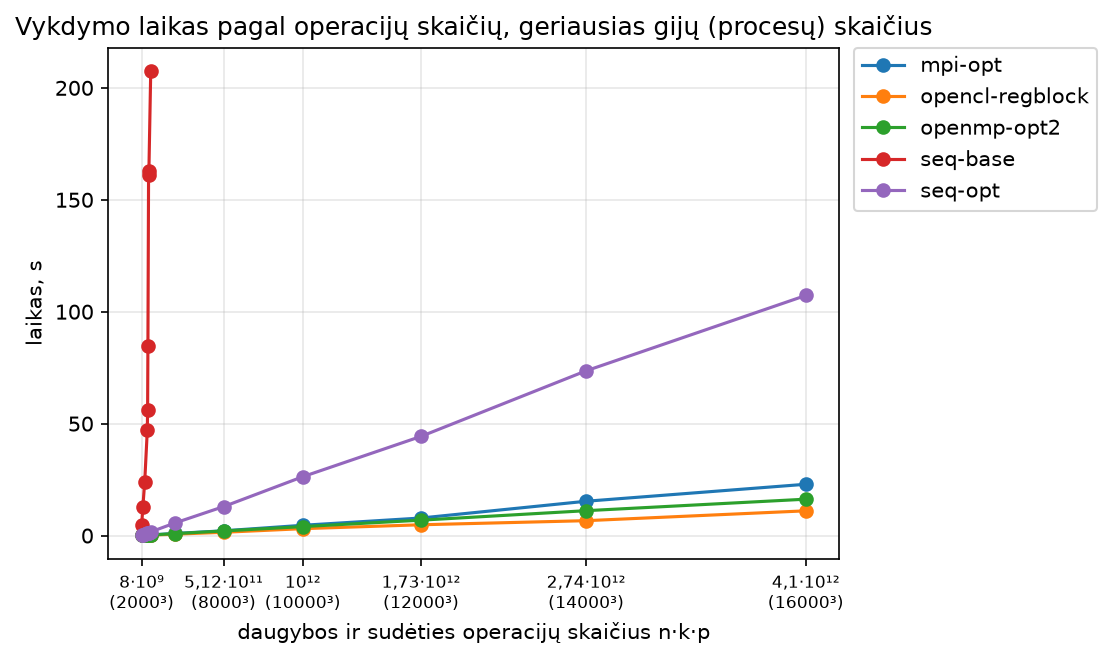 Vykdymo laikas pagal operacijų skaičių, geriausias gijų (procesų) skaičius
mpi-opt
opencl-regblock
openmp-opt2
seq-base
seq-opt
laikas, s
200
150
100
50
0
8·10⁹ 5,12·10¹¹ 10¹² 1,73·10¹² 2,74·10¹² 4,1·10¹²
(2000³) (8000³) (10000³) (12000³) (14000³) (16000³)
daugybos ir sudėties operacijų skaičius n·k·p